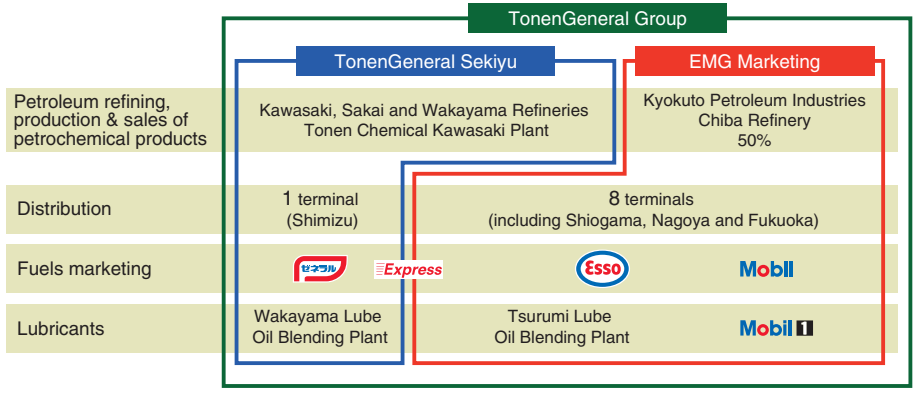 TonenGeneral Group
TonenGeneral Sekiyu
EMG Marketing
Petroleum refining,
production & sales of
petrochemical products
Kawasaki, Sakai and Wakayama Refineries
Tonen Chemical Kawasaki Plant
Kyokuto Petroleum Industries
Chiba Refinery
50%
Distribution
1 terminal
(Shimizu)
8 terminals
(including Shiogama, Nagoya and Fukuoka)
Fuels marketing
ゼネラル
Express
Esso
Mobil
Lubricants
Wakayama Lube
Oil Blending Plant
Tsurumi Lube
Oil Blending Plant
Mobil 1